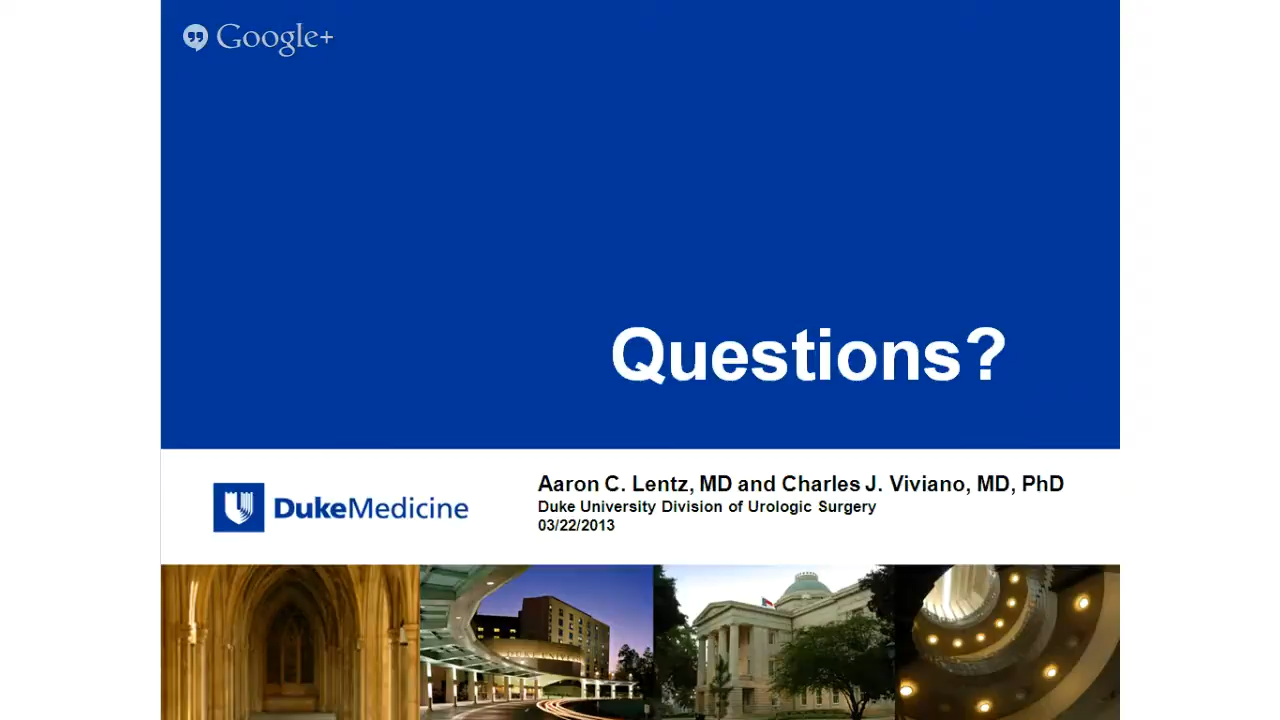 Google+
Questions?
Aaron C. Lentz, MD and Charles J. Viviano, MD, PhD
Duke University Division of Urologic Surgery
03/22/2013
DukeMedicine